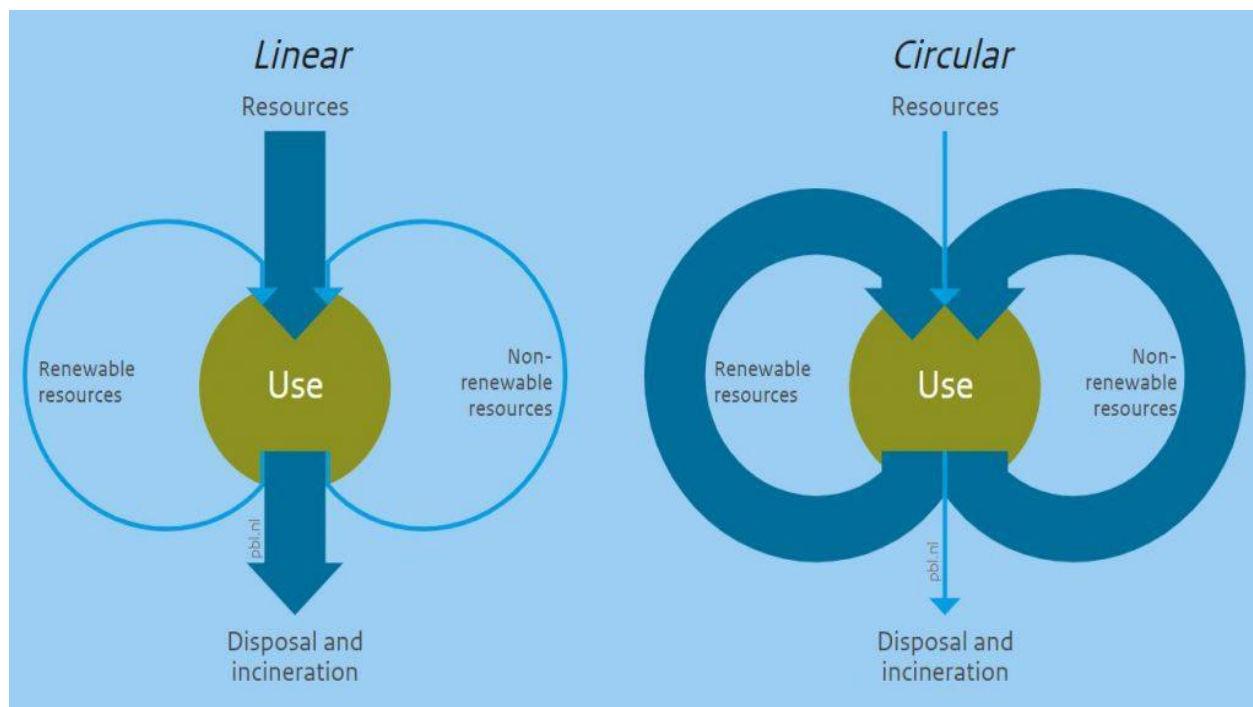 Linear
Resources
Renewable
resources
Use
Non-
renewable
resources
pbl.nl
Disposal and
incineration
Circular
Resources
Renewable
resources
Use
Non-
renewable
resources
pbl.nl
Disposal and
incineration